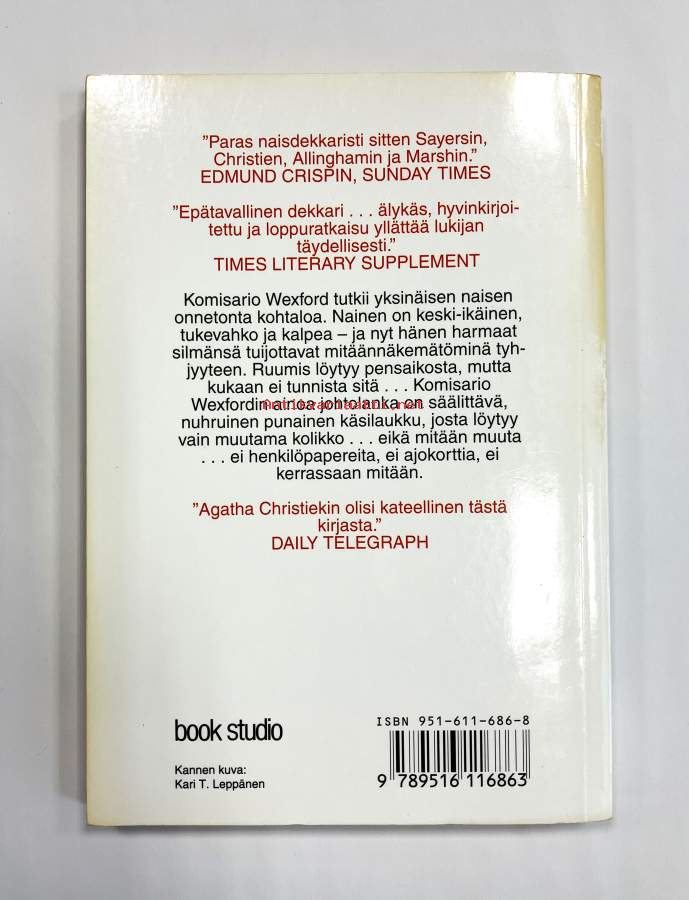 ”Paras naisdekkaristi sitten Sayersin,
Christien, Allinghamin ja Marshin.”
EDMUND CRISPIN, SUNDAY TIMES
”Epätavallinen dekkari . . . älykäs, hyvinkirjoi-
tettu ja loppuratkaisu yllättää lukijan
täydellisesti.”
TIMES LITERARY SUPPLEMENT
Komisario Wexford tutkii yksinäisen naisen
onnetonta kohtaloa. Nainen on keski-ikäinen,
tukevahko ja kalpea – ja nyt hänen harmaat
silmänsä tuijottavat mitäännäkemätöminä tyh-
jyyteen. Ruumis löytyy pensaikosta, mutta
kukaan ei tunnista sitä . . . Komisario
Wexfordin ainoa johtolanka on säälittävä,
nuhruinen punainen käsilaukku, josta löytyy
vain muutama kolikko . . . eikä mitään muuta
. . . ei henkilöpapereita, ei ajokorttia, ei
kerrassaan mitään.
”Agatha Christiekin olisi kateellinen tästä
kirjasta.”
DAILY TELEGRAPH
book studio
Kannen kuva:
Kari T. Leppänen
ISBN 951-611-686-8
9 789516 116863